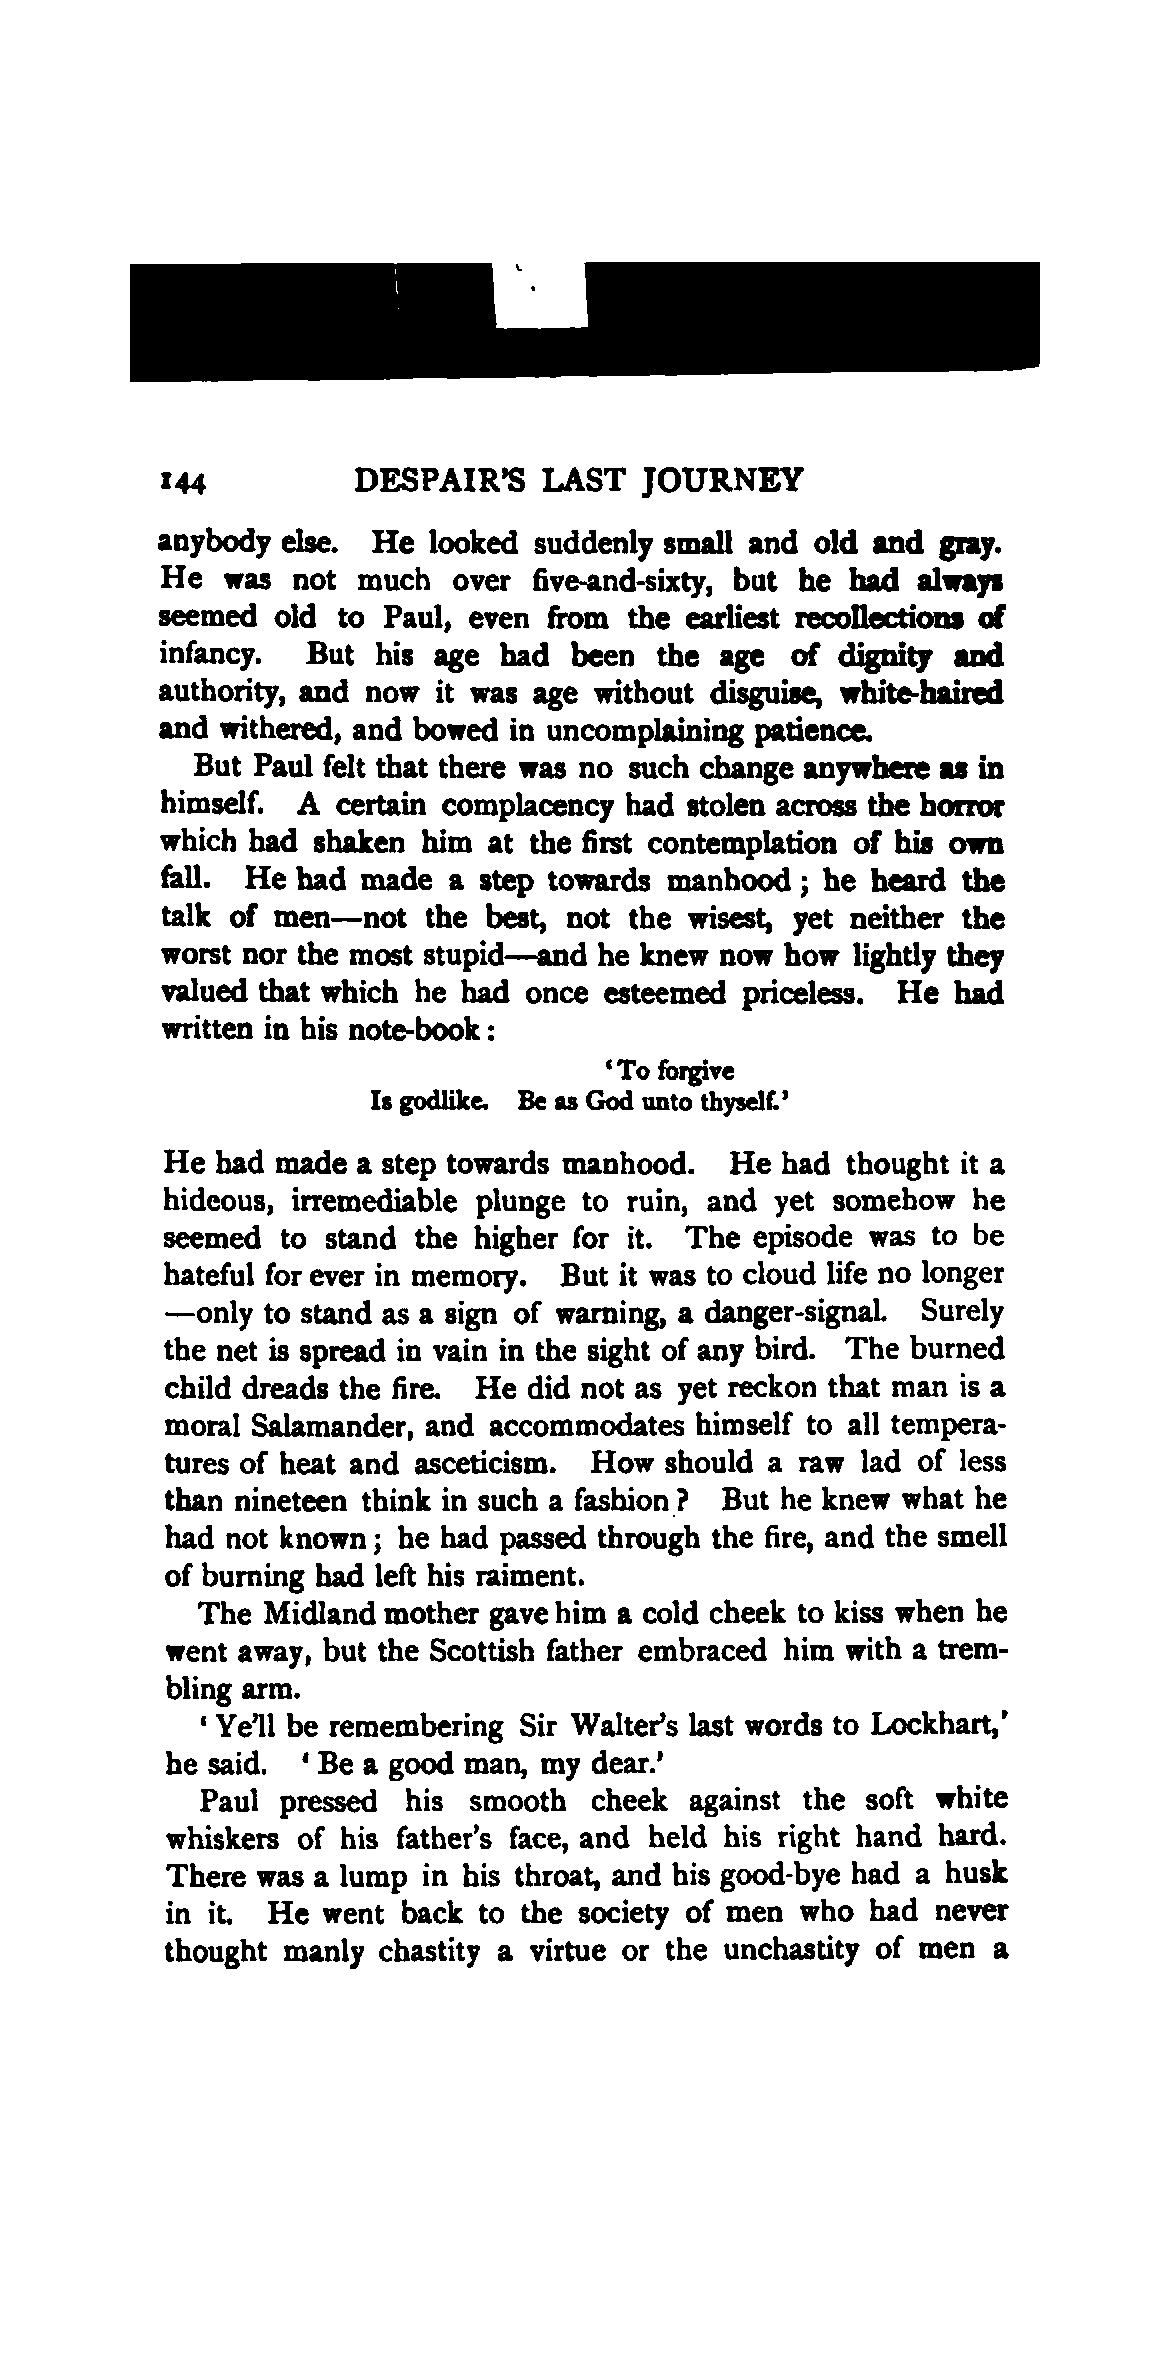 144 DESPAIR'S LAST JOURNEY
anybody else. He looked suddenly small and old and gray.
He was not much over five-and-sixty, but he had always
seemed old to Paul, even from the earliest recollections of
infancy. But his age had been the age of dignity and
authority, and now it was age without disguise, white-haired
and withered, and bowed in uncomplaining patience.
But Paul felt that there was no such change anywhere as in
himself. A certain complacency had stolen across the horror
which had shaken him at the first contemplation of his own
fall. He had made a step towards manhood; he heard the
talk of men—not the best, not the wisest, yet neither the
worst nor the most stupid—and he knew now how lightly they
valued that which he had once esteemed priceless. He had
written in his note-book:
'To forgive
Is godlike. Be as God unto thyself.'
He had made a step towards manhood. He had thought it a
hideous, irremediable plunge to ruin, and yet somehow he
seemed to stand the higher for it. The episode was to be
hateful for ever in memory. But it was to cloud life no longer
—only to stand as a sign of warning, a danger-signal. Surely
the net is spread in vain in the sight of any bird. The burned
child dreads the fire. He did not as yet reckon that man is a
moral Salamander, and accommodates himself to all tempera-
tures of heat and asceticism. How should a raw lad of less
than nineteen think in such a fashion? But he knew what he
had not known; he had passed through the fire, and the smell
of burning had left his raiment.
The Midland mother gave him a cold cheek to kiss when he
went away, but the Scottish father embraced him with a trem-
bling arm.
'Ye'll be remembering Sir Walter's last words to Lockhart,'
he said. 'Be a good man, my dear.'
Paul pressed his smooth cheek against the soft white
whiskers of his father's face, and held his right hand hard.
There was a lump in his throat, and his good-bye had a husk
in it. He went back to the society of men who had never
thought manly chastity a virtue or the unchastity of men a